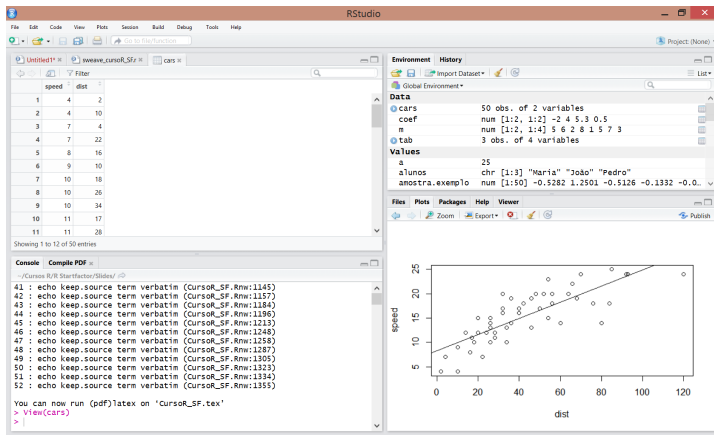 RStudio
File Edit Code View Plots Session Build Debug Tools Help
Go to file/function
Project: (None)
Untitled1* sweave_cursoR_SF.r cars
Filter
speed dist
1 4 2
2 4 10
3 7 4
4 7 22
5 8 16
6 9 10
7 10 18
8 10 26
9 10 34
10 11 17
11 11 28
Showing 1 to 12 of 50 entries
Console Compile PDF
~/Cursos R/R Startfactor/Slides/
41 : echo keep.source term verbatim (CursoR_SF.Rnw:1145)
42 : echo keep.source term verbatim (CursoR_SF.Rnw:1157)
43 : echo keep.source term verbatim (CursoR_SF.Rnw:1184)
44 : echo keep.source term verbatim (CursoR_SF.Rnw:1196)
45 : echo keep.source term verbatim (CursoR_SF.Rnw:1213)
46 : echo keep.source term verbatim (CursoR_SF.Rnw:1248)
47 : echo keep.source term verbatim (CursoR_SF.Rnw:1258)
48 : echo keep.source term verbatim (CursoR_SF.Rnw:1287)
49 : echo keep.source term verbatim (CursoR_SF.Rnw:1305)
50 : echo keep.source term verbatim (CursoR_SF.Rnw:1323)
51 : echo keep.source term verbatim (CursoR_SF.Rnw:1334)
52 : echo keep.source term verbatim (CursoR_SF.Rnw:1355)
You can now run (pdf)latex on 'CursoR_SF.tex'
> View(cars)
>
Environment History
Import Dataset List
Global Environment
Data
cars 50 obs. of 2 variables
coef num [1:2, 1:2] -2 4 5.3 0.5
m num [1:2, 1:4] 5 6 2 8 1 5 7 3
tab 3 obs. of 4 variables
Values
a 25
alunos chr [1:3] "Maria" "João" "Pedro"
amostra.exemplo num [1:50] -0.5282 1.2501 -0.5126 -0.1332 -0.0…
Files Plots Packages Help Viewer
Zoom Export Publish
25
20
15
10
5
speed
0 20 40 60 80 100 120
dist